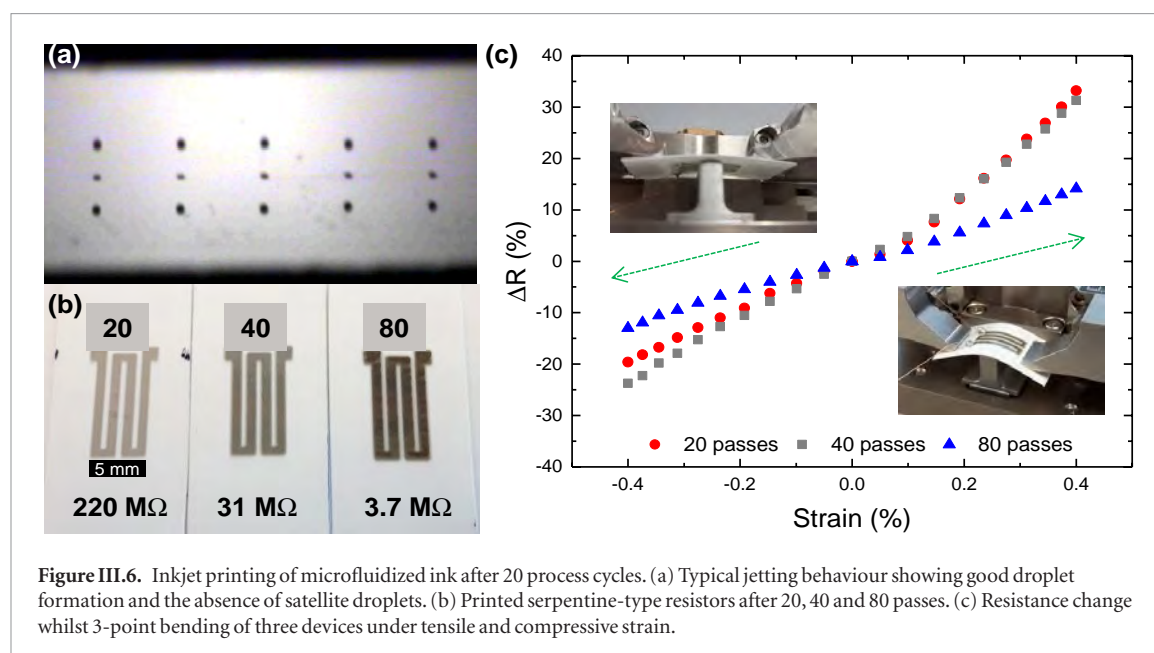 (a)
(b)
20 40 80
5 mm
220 MΩ 31 MΩ 3.7 MΩ
(c)
40
30
20
10
0
-10
-20
-30
-40
ΔR (%)
20 passes 40 passes 80 passes
-0.4 -0.2 0.0 0.2 0.4
Strain (%)
Figure III.6. Inkjet printing of microfluidized ink after 20 process cycles. (a) Typical jetting behaviour showing good droplet
formation and the absence of satellite droplets. (b) Printed serpentine-type resistors after 20, 40 and 80 passes. (c) Resistance change
whilst 3-point bending of three devices under tensile and compressive strain.